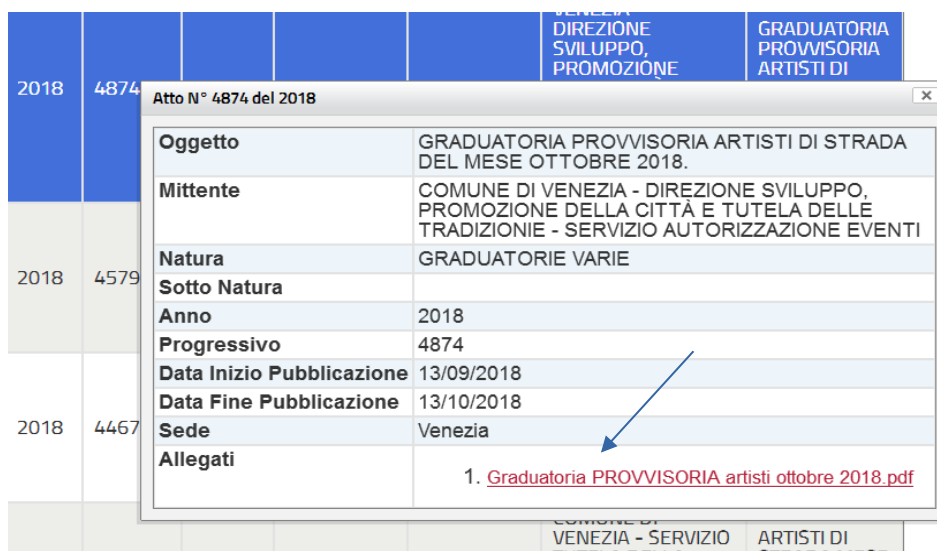 VENEZIA
DIREZIONE
SVILUPPO,
PROMOZIONE
GRADUATORIA
PROVVISORIA
ARTISTI DI
2018 4874
Atto N° 4874 del 2018
Oggetto GRADUATORIA PROVVISORIA ARTISTI DI STRADA
DEL MESE OTTOBRE 2018.
Mittente COMUNE DI VENEZIA - DIREZIONE SVILUPPO,
PROMOZIONE DELLA CITTÀ E TUTELA DELLE
TRADIZIONIE - SERVIZIO AUTORIZZAZIONE EVENTI
Natura GRADUATORIE VARIE
Sotto Natura
Anno 2018
Progressivo 4874
Data Inizio Pubblicazione 13/09/2018
Data Fine Pubblicazione 13/10/2018
Sede Venezia
Allegati
1. Graduatoria PROVVISORIA artisti ottobre 2018.pdf
2018 4579
2018 4467
COMUNE DI
VENEZIA - SERVIZIO
ARTISTI DI